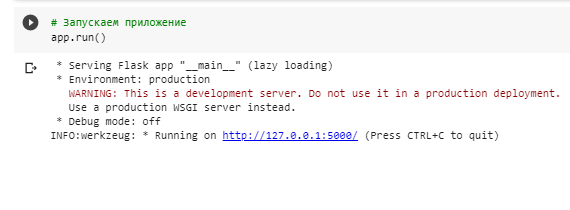 # Запускаем приложение
app.run()
* Serving Flask app "__main__" (lazy loading)
* Environment: production
WARNING: This is a development server. Do not use it in a production deployment.
Use a production WSGI server instead.
* Debug mode: off
INFO:werkzeug: * Running on http://127.0.0.1:5000/ (Press CTRL+C to quit)